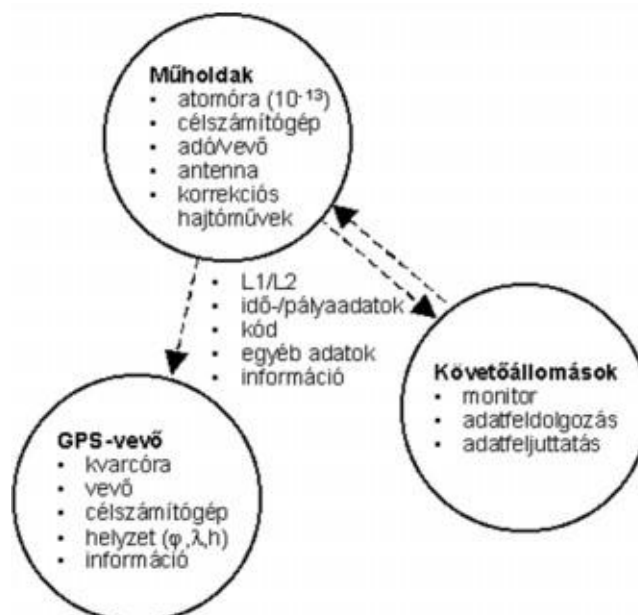 Műholdak
• atomóra (10⁻¹³)
• célszámítógép
• adó/vevő
• antenna
• korrekciós
hajtóművek
• L1/L2
• idő-/pályaadatok
• kód
• egyéb adatok
• információ
Követőállomások
• monitor
• adatfeldolgozás
• adatfeljuttatás
GPS-vevő
• kvarcóra
• vevő
• célszámítógép
• helyzet (φ,λ,h)
• információ